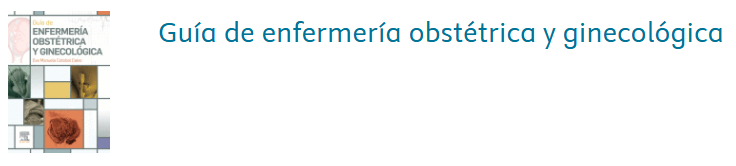 Guía de
ENFERMERÍA
OBSTÉTRICA
Y GINECOLÓGICA
Guía de enfermería obstétrica y ginecológica